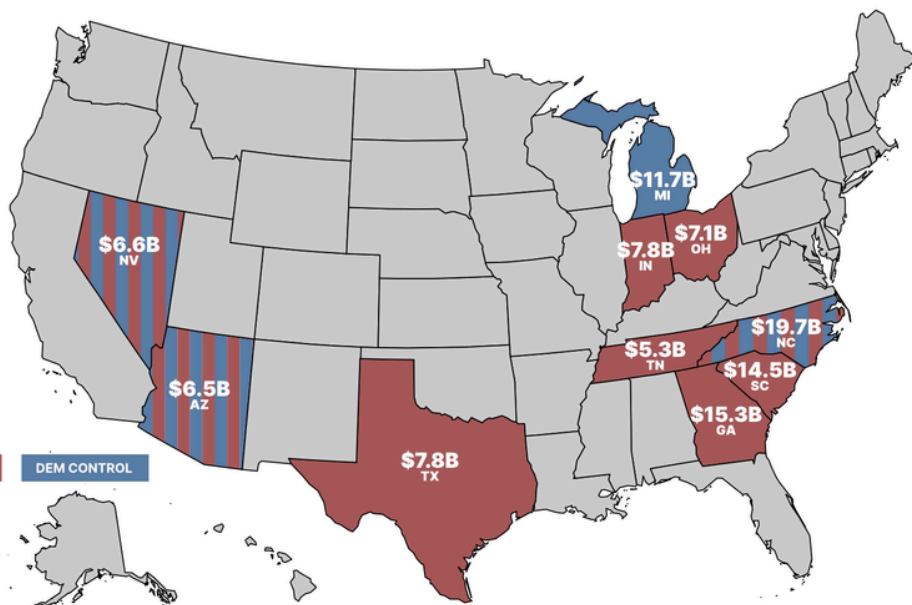 $11.7B
MI
$6.6B
NV
$7.8B
IN
$7.1B
OH
$19.7B
NC
$5.3B
TN
$14.5B
SC
$6.5B
AZ
$15.3B
GA
$7.8B
TX
DEM CONTROL